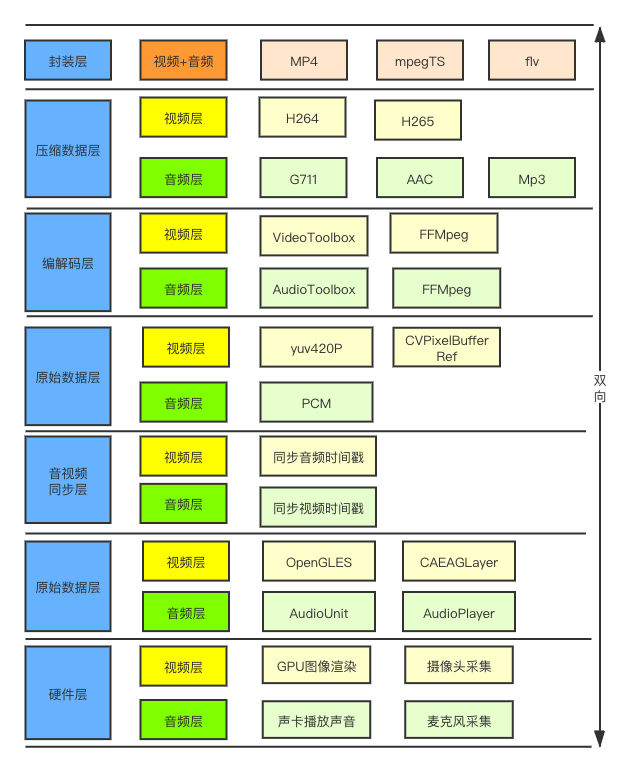 封装层
视频+音频
MP4
mpegTS
flv
压缩数据层
视频层
H264
H265
音频层
G711
AAC
Mp3
编解码层
视频层
VideoToolbox
FFMpeg
音频层
AudioToolbox
FFMpeg
原始数据层
视频层
yuv420P
CVPixelBuffer
Ref
音频层
PCM
双
向
音视频
同步层
视频层
同步音频时间戳
音频层
同步视频时间戳
原始数据层
视频层
OpenGLES
CAEAGLayer
音频层
AudioUnit
AudioPlayer
硬件层
视频层
GPU图像渲染
摄像头采集
音频层
声卡播放声音
麦克风采集